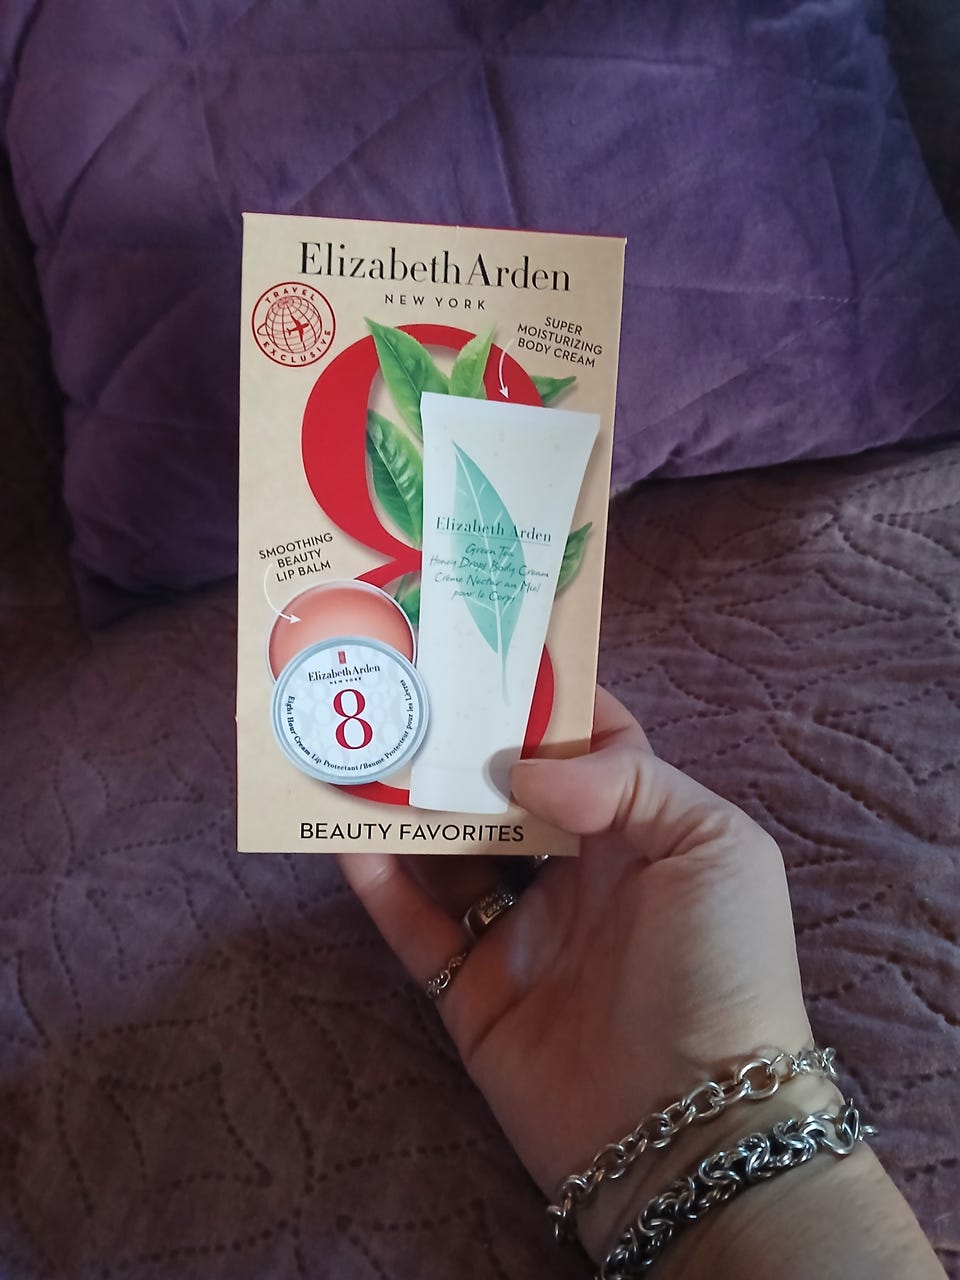 Elizabeth Arden
NEW YORK
TRAVEL
EXCLUSIVE
SUPER
MOISTURIZING
BODY CREAM
Elizabeth Arden
Green Tea
Honey Drops Body Cream
Crème Nectar au Miel
pour le Corps
SMOOTHING
BEAUTY
LIP BALM
Elizabeth Arden
NEW YORK
8
Eight Hour Cream Lip Protectant / Baume Protecteur pour les Lèvres
BEAUTY FAVORITES